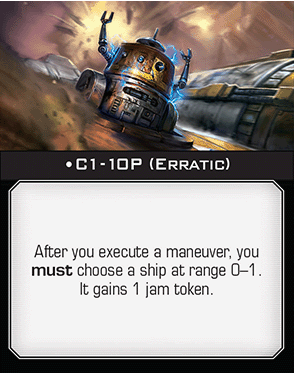 •C1-10P (Erratic)
After you execute a maneuver, you
must choose a ship at range 0–1.
It gains 1 jam token.